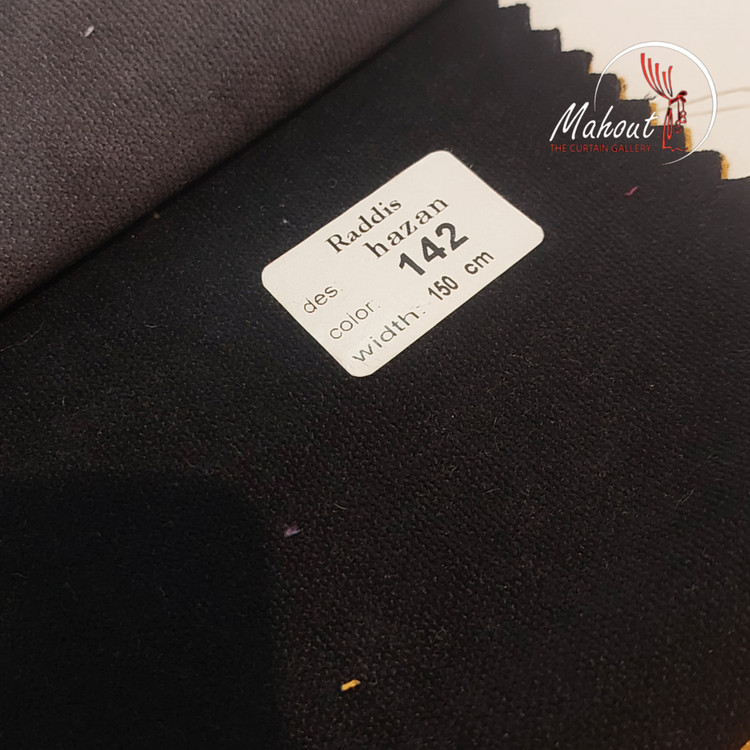 Mahout
THE CURTAIN GALLERY
Raddis
des: hazan
color: 142
width: 150 cm